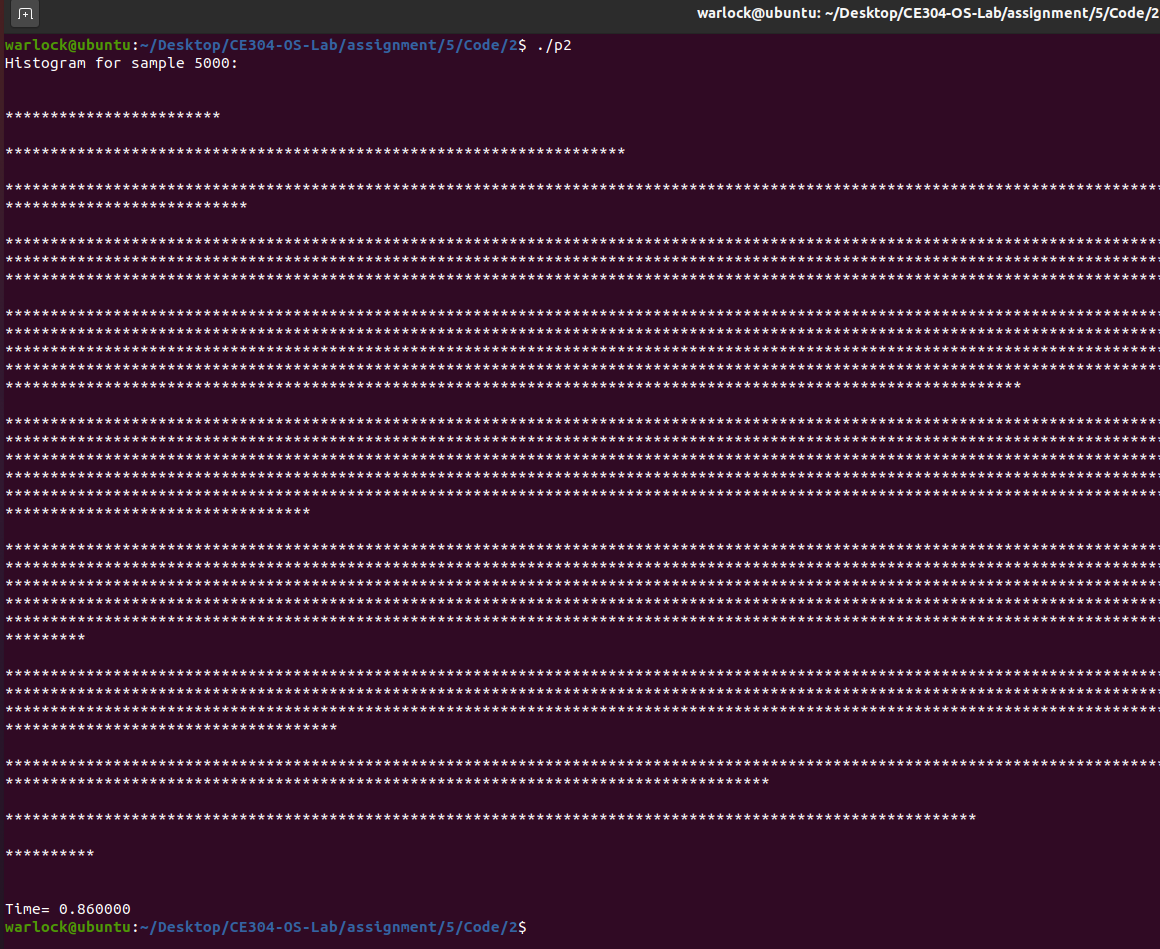 warlock@ubuntu: ~/Desktop/CE304-OS-Lab/assignment/5/Code/2
warlock@ubuntu:~/Desktop/CE304-OS-Lab/assignment/5/Code/2$ ./p2
Histogram for sample 5000:
Time= 0.860000
warlock@ubuntu:~/Desktop/CE304-OS-Lab/assignment/5/Code/2$